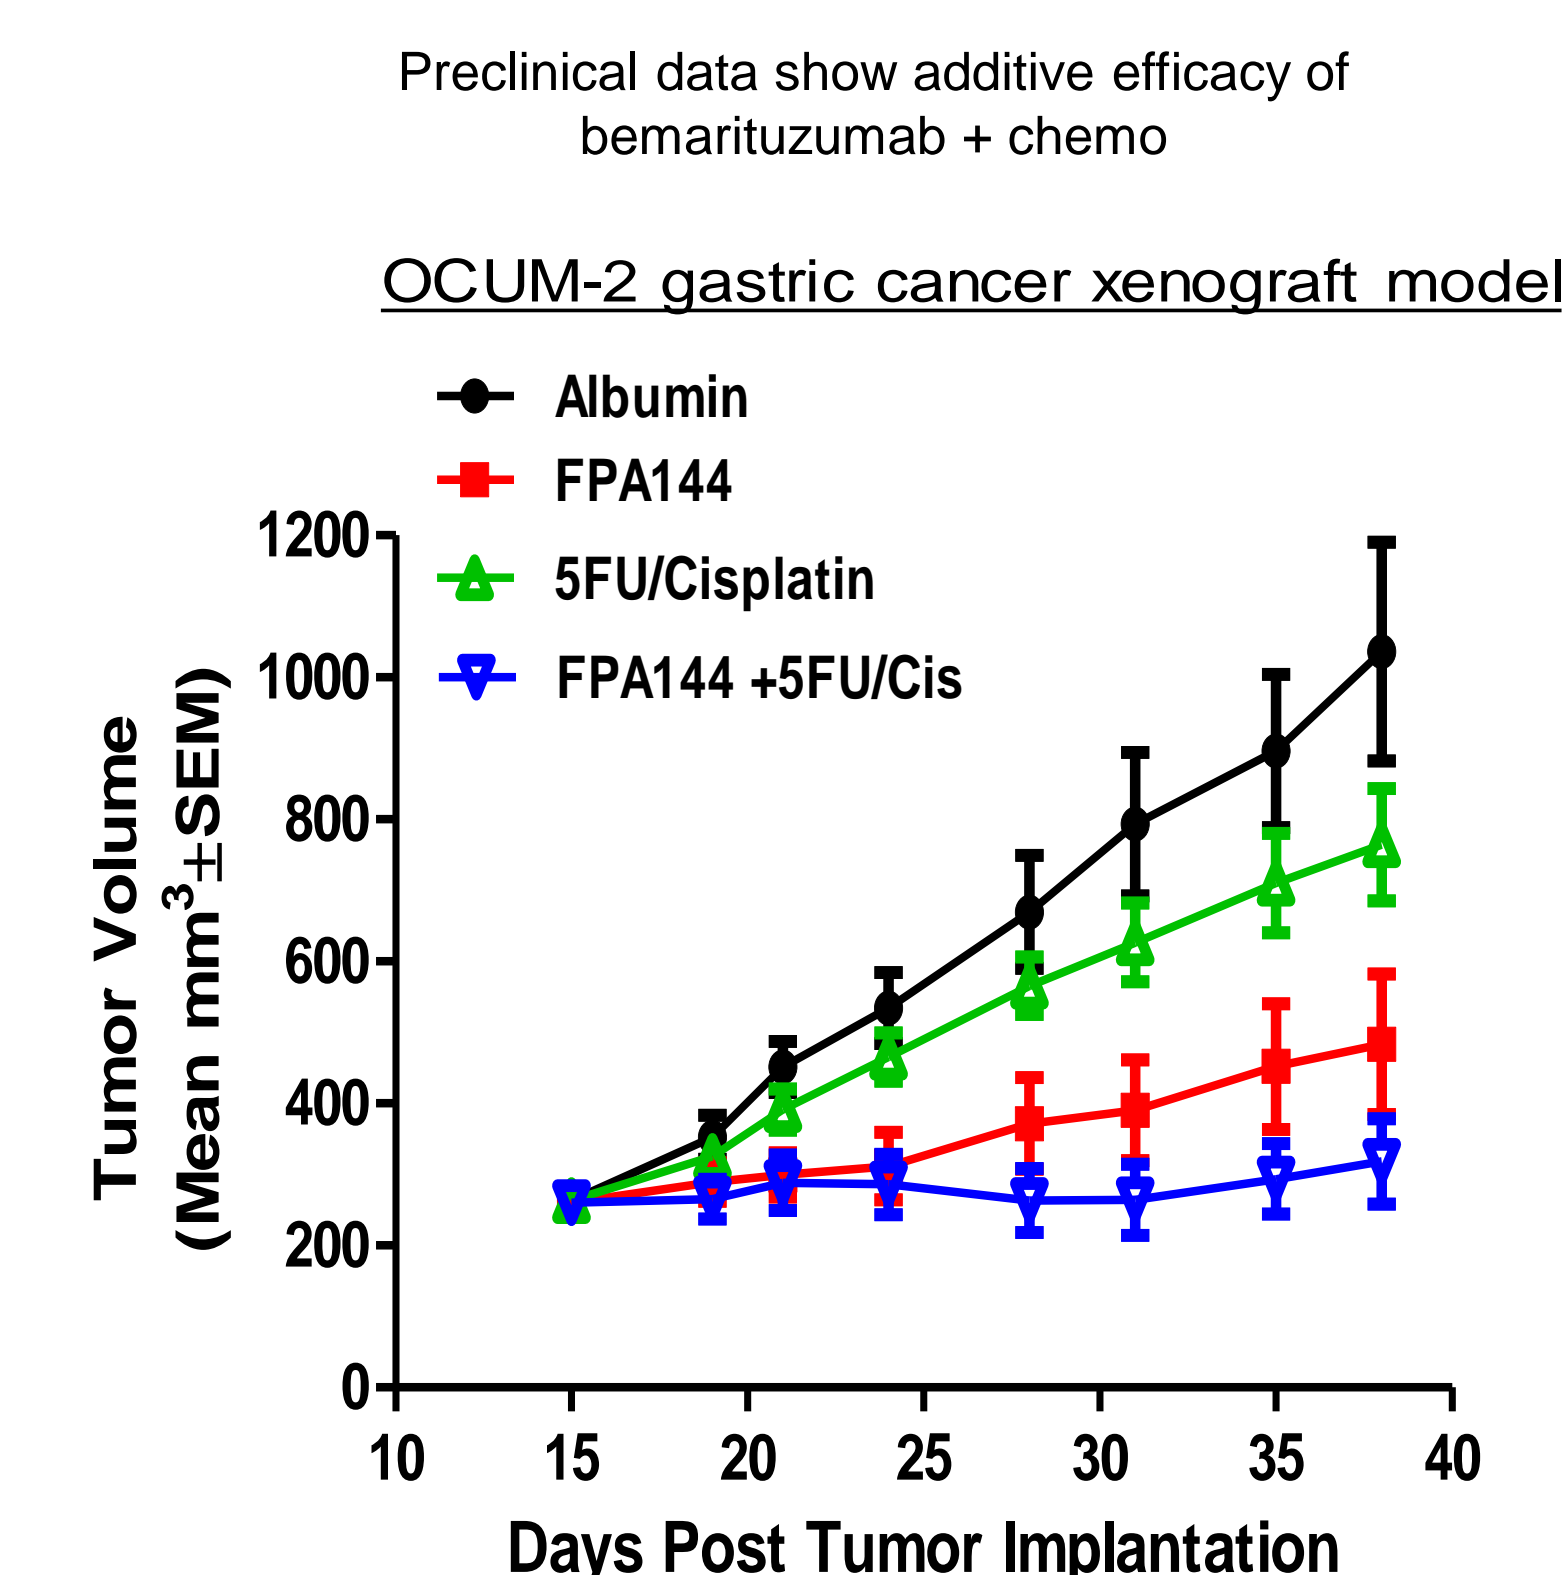 Preclinical data show additive efficacy of
bemarituzumab + chemo
OCUM-2 gastric cancer xenograft model
Albumin
FPA144
5FU/Cisplatin
FPA144 +5FU/Cis
Tumor Volume
(Mean mm³±SEM)
1200
1000
800
600
400
200
0
10 15 20 25 30 35 40
Days Post Tumor Implantation